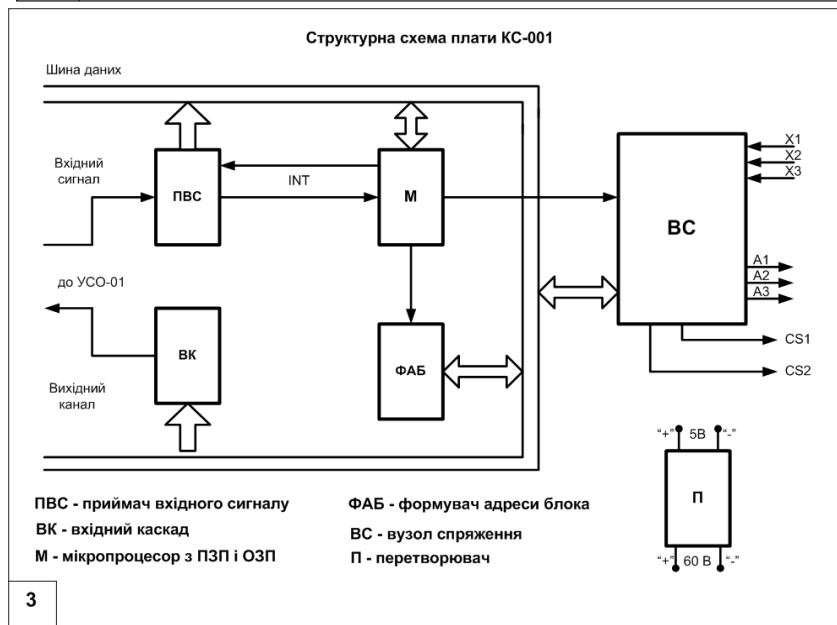 Структурна схема плати КС-001
Шина даних
Вхідний
сигнал
ПВС
INT
М
ВС
X1
X2
X3
A1
A2
A3
CS1
CS2
до УСО-01
ВК
ФАБ
Вихідний
канал
"+" 5В "-"
П
"+" 60 В "-"
ПВС - приймач вхідного сигналу
ВК - вхідний каскад
М - мікропроцесор з ПЗП і ОЗП
ФАБ - формувач адреси блока
ВС - вузол спряження
П - перетворювач
3